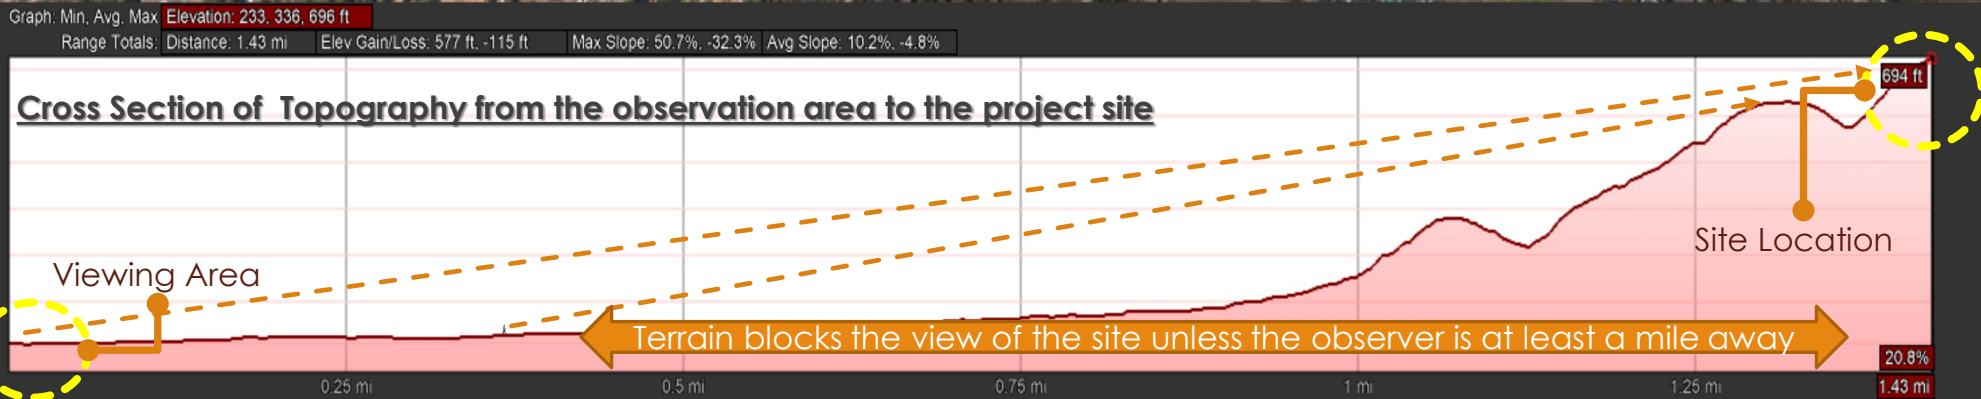 Graph: Min, Avg, Max Elevation: 233, 336, 696 ft
Range Totals: Distance: 1.43 mi Elev Gain/Loss: 577 ft, -115 ft Max Slope: 50.7%, -32.3% Avg Slope: 10.2%, -4.8%
694 ft
Cross Section of Topography from the observation area to the project site
Site Location
Viewing Area
Terrain blocks the view of the site unless the observer is at least a mile away
20.8%
0.25 mi 0.5 mi 0.75 mi 1 mi 1.25 mi 1.43 mi